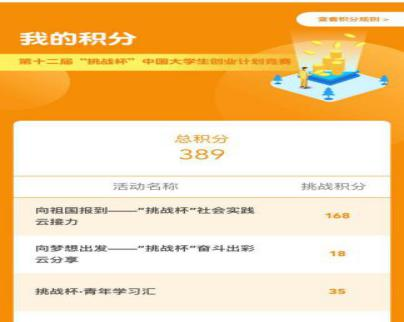 查看积分规则 >
我的积分
第十二届“挑战杯”中国大学生创业计划竞赛
总积分
389
活动名称 挑战积分
向祖国报到——“挑战杯”社会实践
云接力 168
向梦想出发——“挑战杯”奋斗出彩
云分享 18
挑战杯·青年学习汇 35